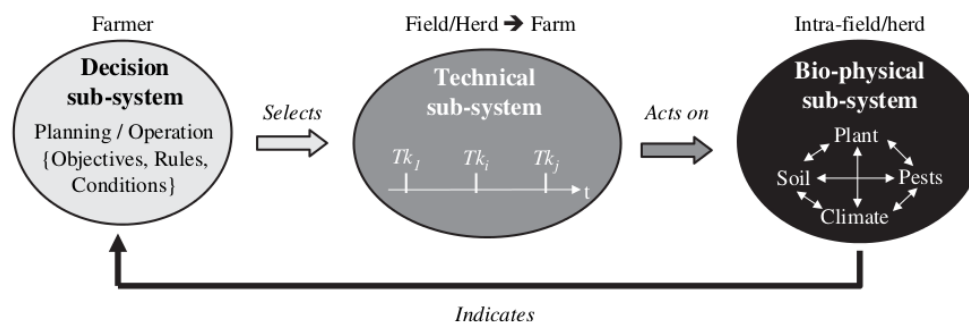 Farmer
Decision
sub-system
Planning / Operation
{Objectives, Rules,
Conditions}
Selects
Field/Herd ➔ Farm
Technical
sub-system
Tk1 Tki Tkj
t
Acts on
Intra-field/herd
Bio-physical
sub-system
Plant
Soil Pests
Climate
Indicates